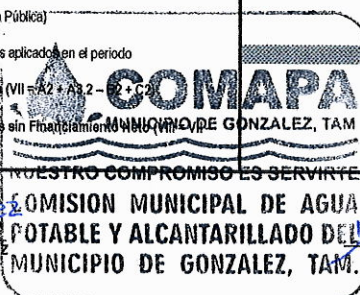 Pública)
s aplicados en el periodo
(VII = A2 + A3.2 – B2 + C2)
s sin Financiamiento Neto (VIII = VII
COMAPA
MUNICIPIO DE GONZALEZ, TAM
NUESTRO COMPROMISO ES SERVIRTE
COMISION MUNICIPAL DE AGUA
POTABLE Y ALCANTARILLADO DEL
MUNICIPIO DE GONZALEZ, TAM.